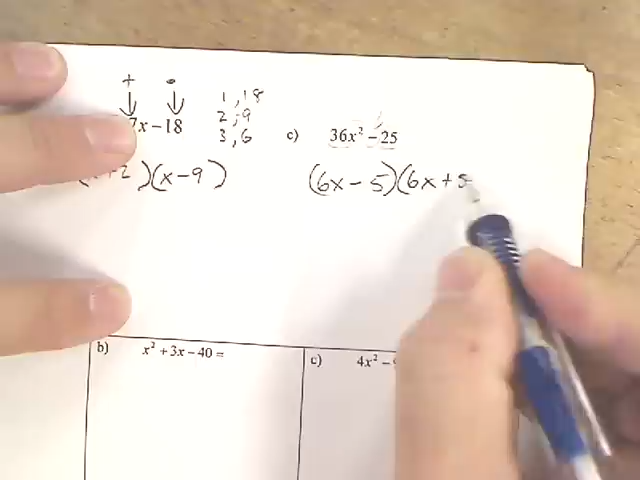 + •
1, 18
2, 9
3, 6
7x − 18
c) 36x² − 25
+2)(x − 9)
(6x − 5)(6x + 5
b) x² + 3x − 40 =
c) 4x² −